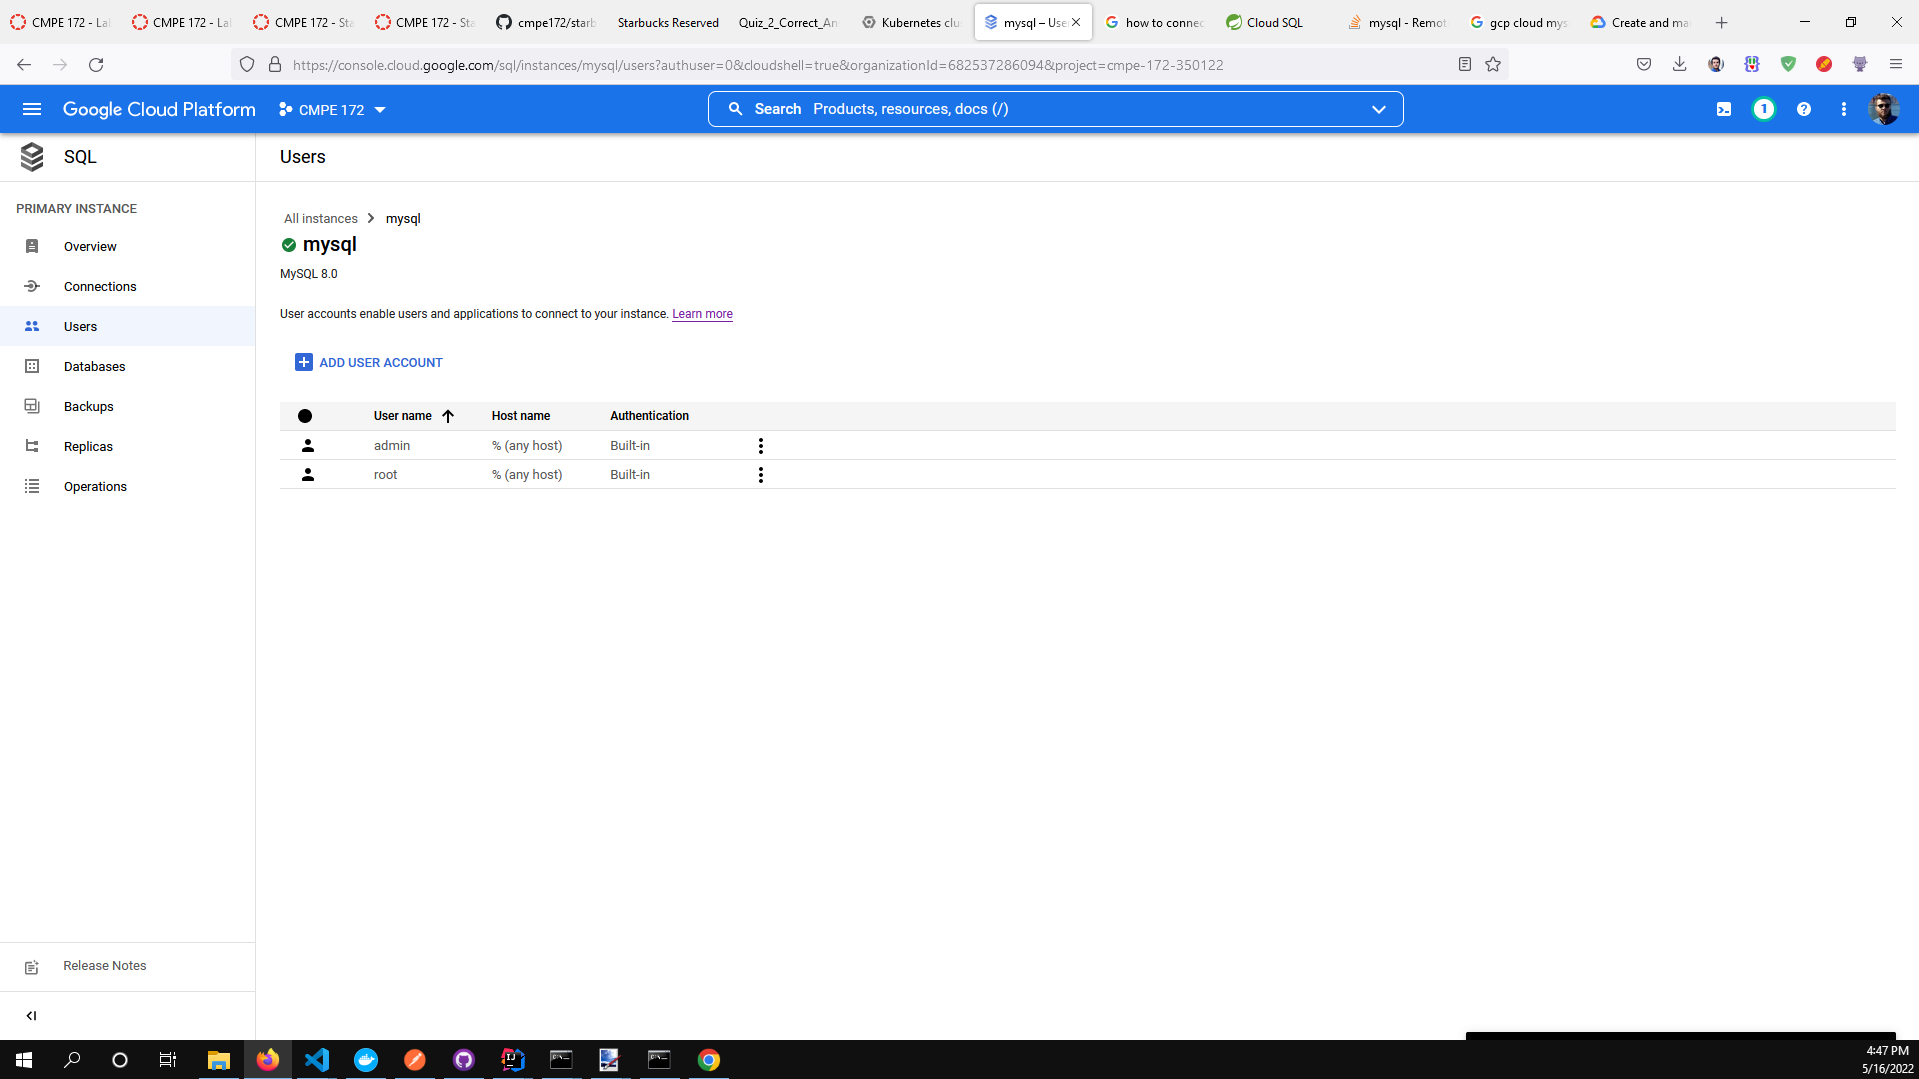 CMPE 172 - La
CMPE 172 - La
CMPE 172 - Sta
CMPE 172 - Sta
cmpe172/starb
Starbucks Reserved
Quiz_2_Correct_An
Kubernetes clu
mysql – Use
how to connec
Cloud SQL
mysql - Remot
gcp cloud mys
Create and ma
https://console.cloud.google.com/sql/instances/mysql/users?authuser=0&cloudshell=true&organizationId=682537286094&project=cmpe-172-350122
Google Cloud Platform
CMPE 172
Search Products, resources, docs (/)
1
SQL
Users
PRIMARY INSTANCE
Overview
Connections
Users
Databases
Backups
Replicas
Operations
Release Notes
All instances
mysql
mysql
MySQL 8.0
User accounts enable users and applications to connect to your instance. Learn more
ADD USER ACCOUNT
User name Host name Authentication
admin % (any host) Built-in
root % (any host) Built-in
4:47 PM
5/16/2022